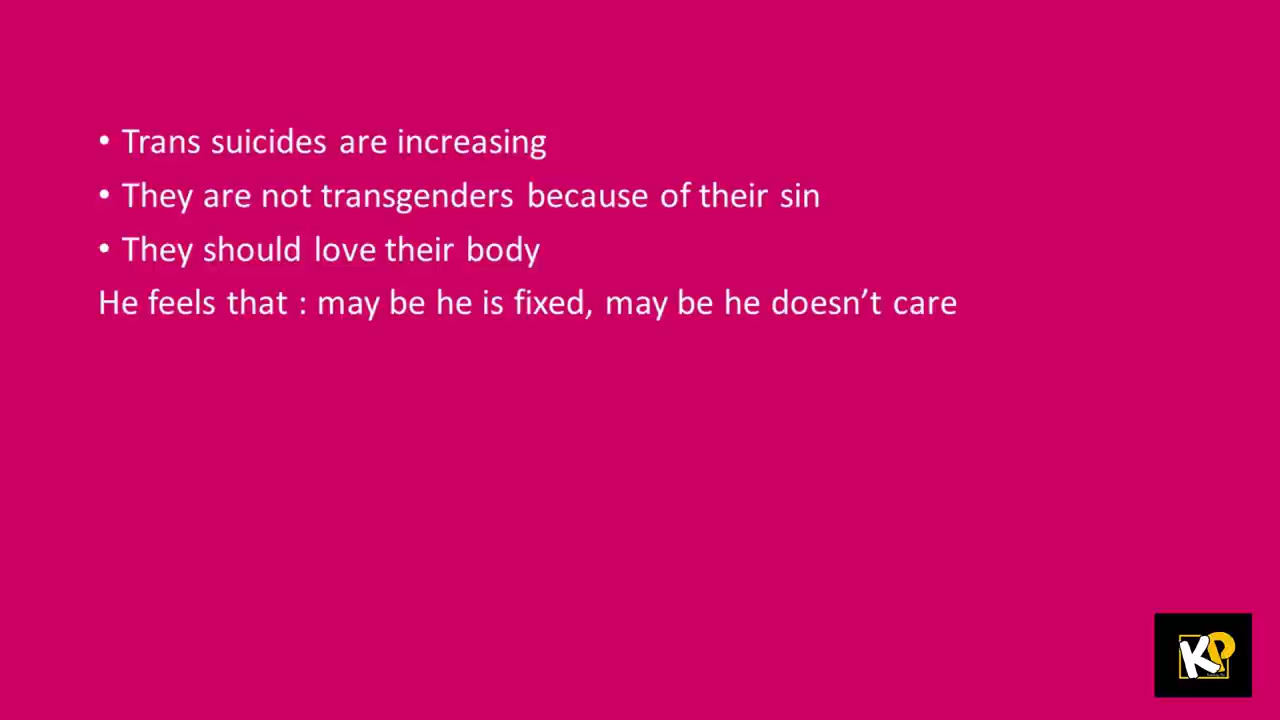 • Trans suicides are increasing
• They are not transgenders because of their sin
• They should love their body
He feels that : may be he is fixed, may be he doesn’t care
KP